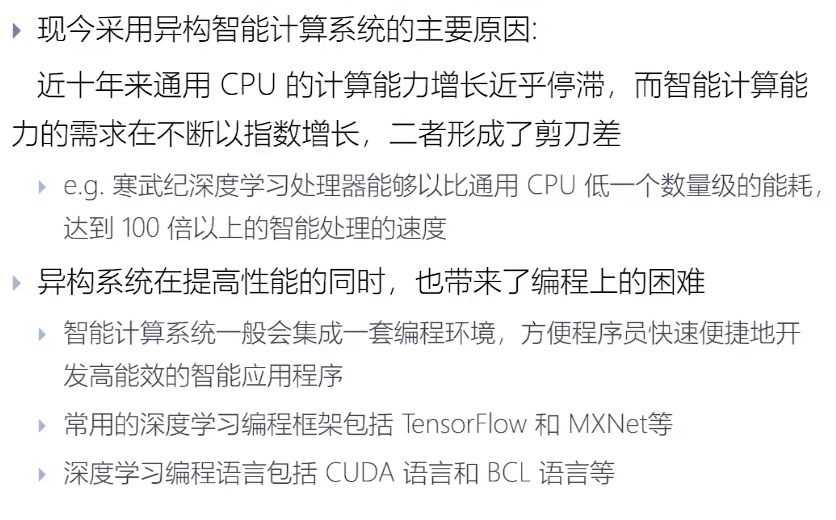 现今采用异构智能计算系统的主要原因:
近十年来通用 CPU 的计算能力增长近乎停滞，而智能计算能
力的需求在不断以指数增长，二者形成了剪刀差
e.g. 寒武纪深度学习处理器能够以比通用 CPU 低一个数量级的能耗，
达到 100 倍以上的智能处理的速度
异构系统在提高性能的同时，也带来了编程上的困难
智能计算系统一般会集成一套编程环境，方便程序员快速便捷地开
发高能效的智能应用程序
常用的深度学习编程框架包括 TensorFlow 和 MXNet等
深度学习编程语言包括 CUDA 语言和 BCL 语言等